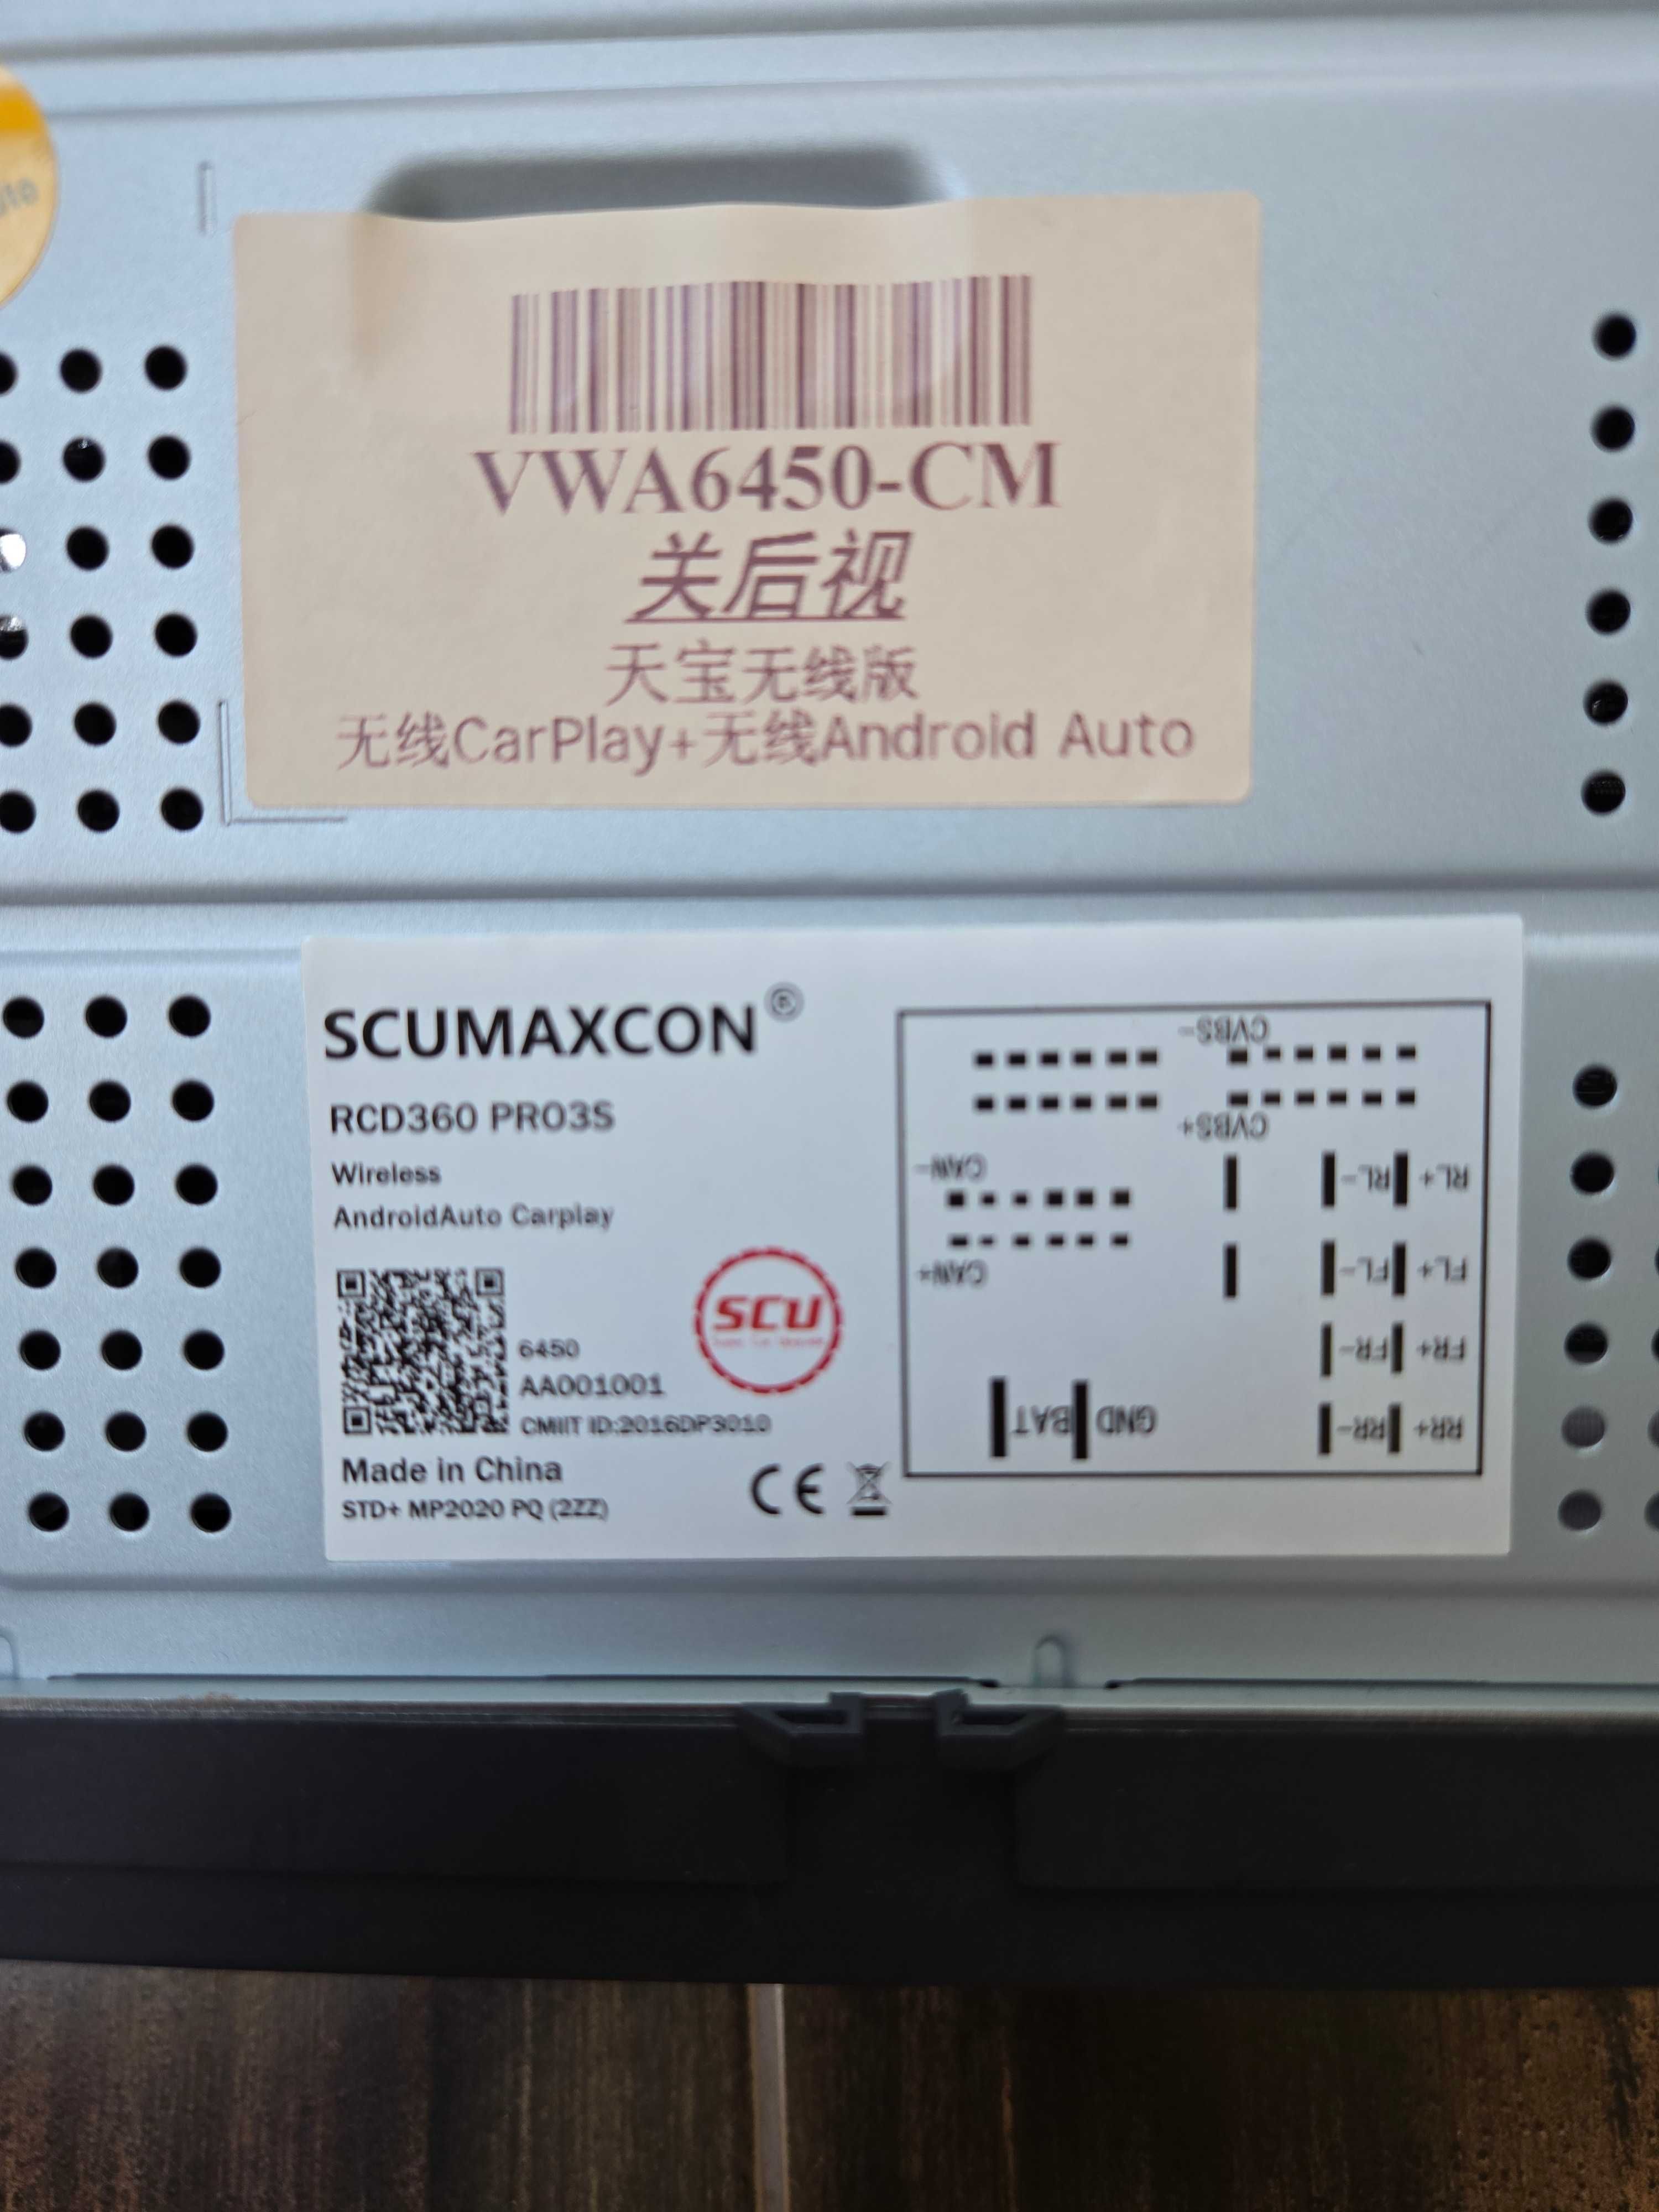 VWA6450-CM
关后视
天宝无线版
无线CarPlay+无线Android Auto
SCUMAXCON®
RCD360 PRO3S
Wireless
AndroidAuto Carplay
SCU
6450
AA001001
CMIIT ID:2016DP3010
Made in China
STD+ MP2020 PQ (2ZZ)
CE
CVBS-
CVBS+
CAN-
RL- RL+
CAN+
FL- FL+
FR- FR+
BAT GND
RR- RR+